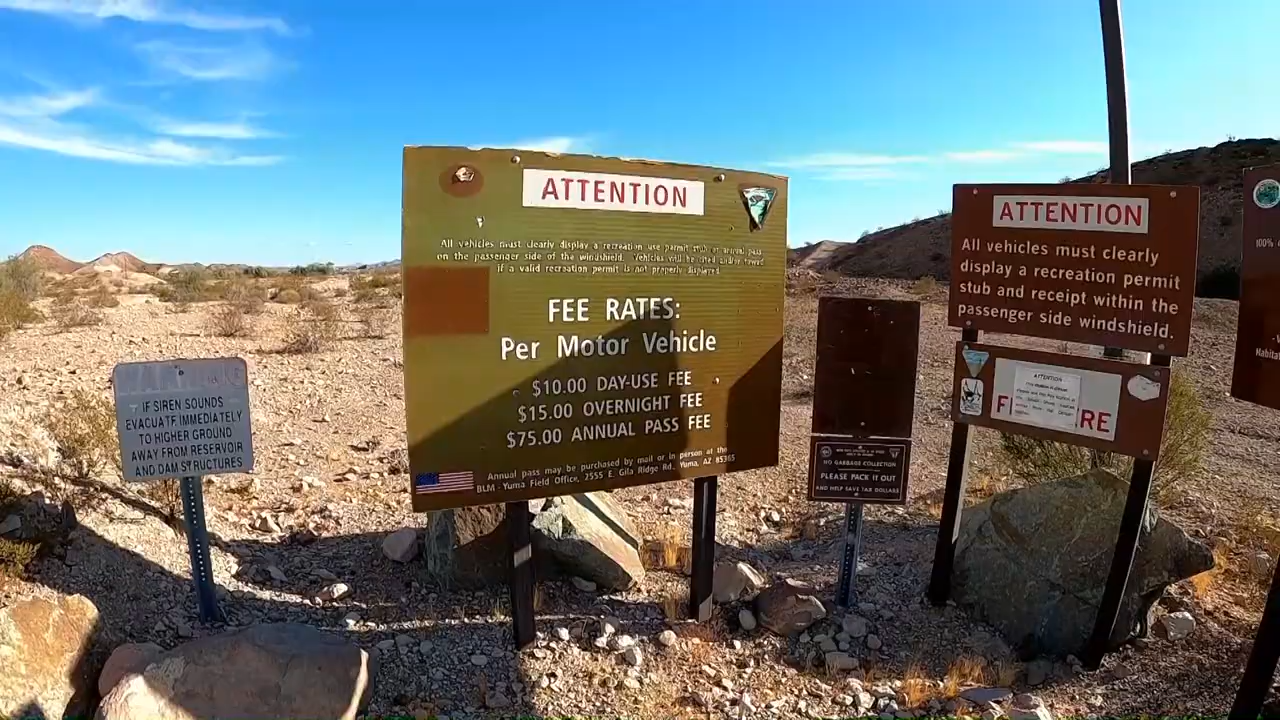 IF SIREN SOUNDS
EVACUATE IMMEDIATELY
TO HIGHER GROUND
AWAY FROM RESERVOIR
AND DAM STRUCTURES
ATTENTION
All vehicles must clearly display a recreation use permit stub or annual pass
on the passenger side of the windshield. Vehicles will be cited and/or towed
if a valid recreation permit is not properly displayed.
FEE RATES:
Per Motor Vehicle
$10.00 DAY-USE FEE
$15.00 OVERNIGHT FEE
$75.00 ANNUAL PASS FEE
Annual pass may be purchased by mail or in person at the
BLM - Yuma Field Office, 2555 E. Gila Ridge Rd. Yuma, AZ 85365
NO GARBAGE COLLECTION
PLEASE PACK IT OUT
AND HELP SAVE TAX DOLLARS
ATTENTION
All vehicles must clearly
display a recreation permit
stub and receipt within the
passenger side windshield.
ATTENTION
F RE
100%
Habita